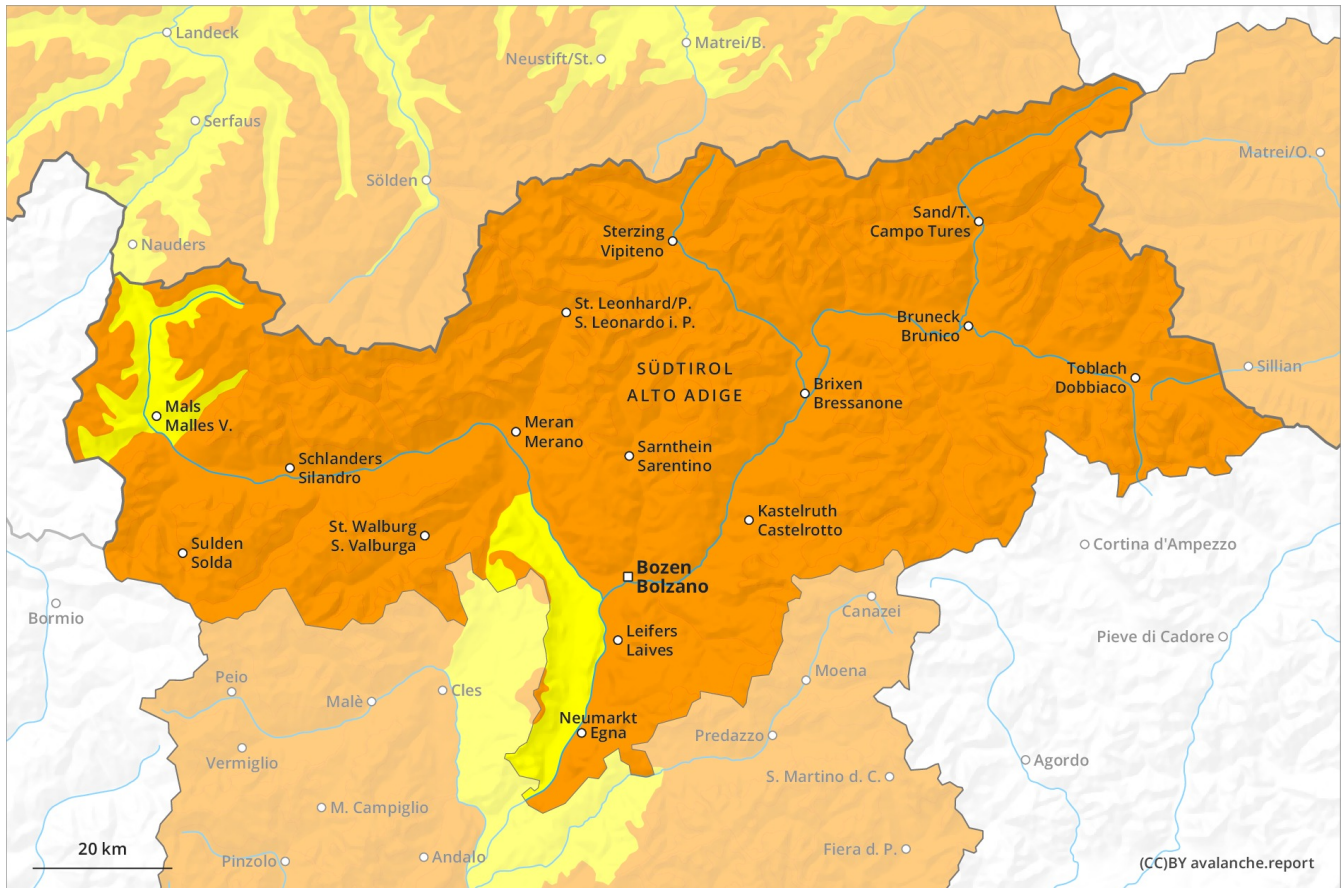 Landeck
Matrei/B.
Neustift/St.
Serfaus
Matrei/O.
Sölden
Sand/T.
Campo Tures
Sterzing
Vipiteno
Nauders
St. Leonhard/P.
S. Leonardo i. P.
Bruneck
Brunico
SÜDTIROL
ALTO ADIGE
Toblach
Dobbiaco
Sillian
Brixen
Bressanone
Mals
Malles V.
Meran
Merano
Sarnthein
Sarentino
Schlanders
Silandro
Kastelruth
Castelrotto
St. Walburg
S. Valburga
Sulden
Solda
Cortina d'Ampezzo
Bozen
Bolzano
Bormio
Canazei
Leifers
Laives
Pieve di Cadore
Moena
Peio
Cles
Malè
Neumarkt
Egna
Predazzo
Vermiglio
Agordo
S. Martino d. C.
M. Campiglio
20 km
Andalo
Pinzolo
Fiera d. P.
(CC)BY avalanche.report